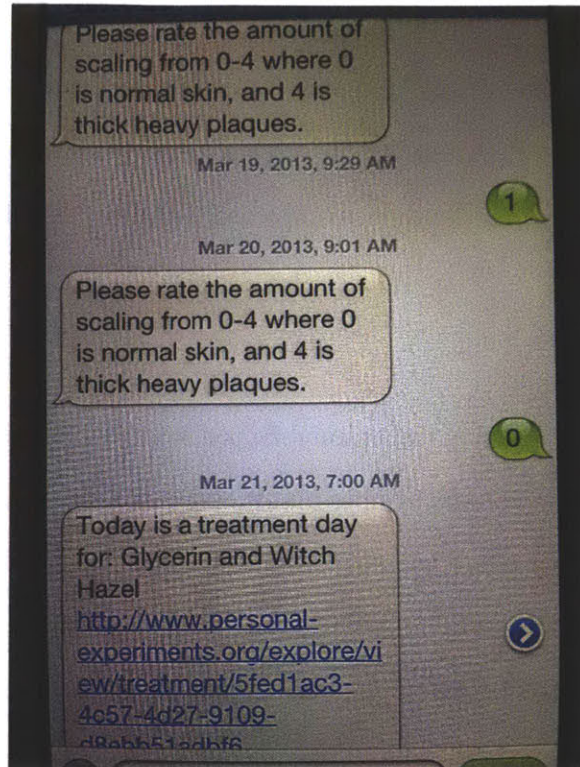 Please rate the amount of
scaling from 0-4 where 0
is normal skin, and 4 is
thick heavy plaques.
Mar 19, 2013, 9:29 AM
1
Mar 20, 2013, 9:01 AM
Please rate the amount of
scaling from 0-4 where 0
is normal skin, and 4 is
thick heavy plaques.
0
Mar 21, 2013, 7:00 AM
Today is a treatment day
for: Glycerin and Witch
Hazel
http://www.personal-
experiments.org/explore/vi
ew/treatment/5fed1ac3-
4c57-4d27-9109-